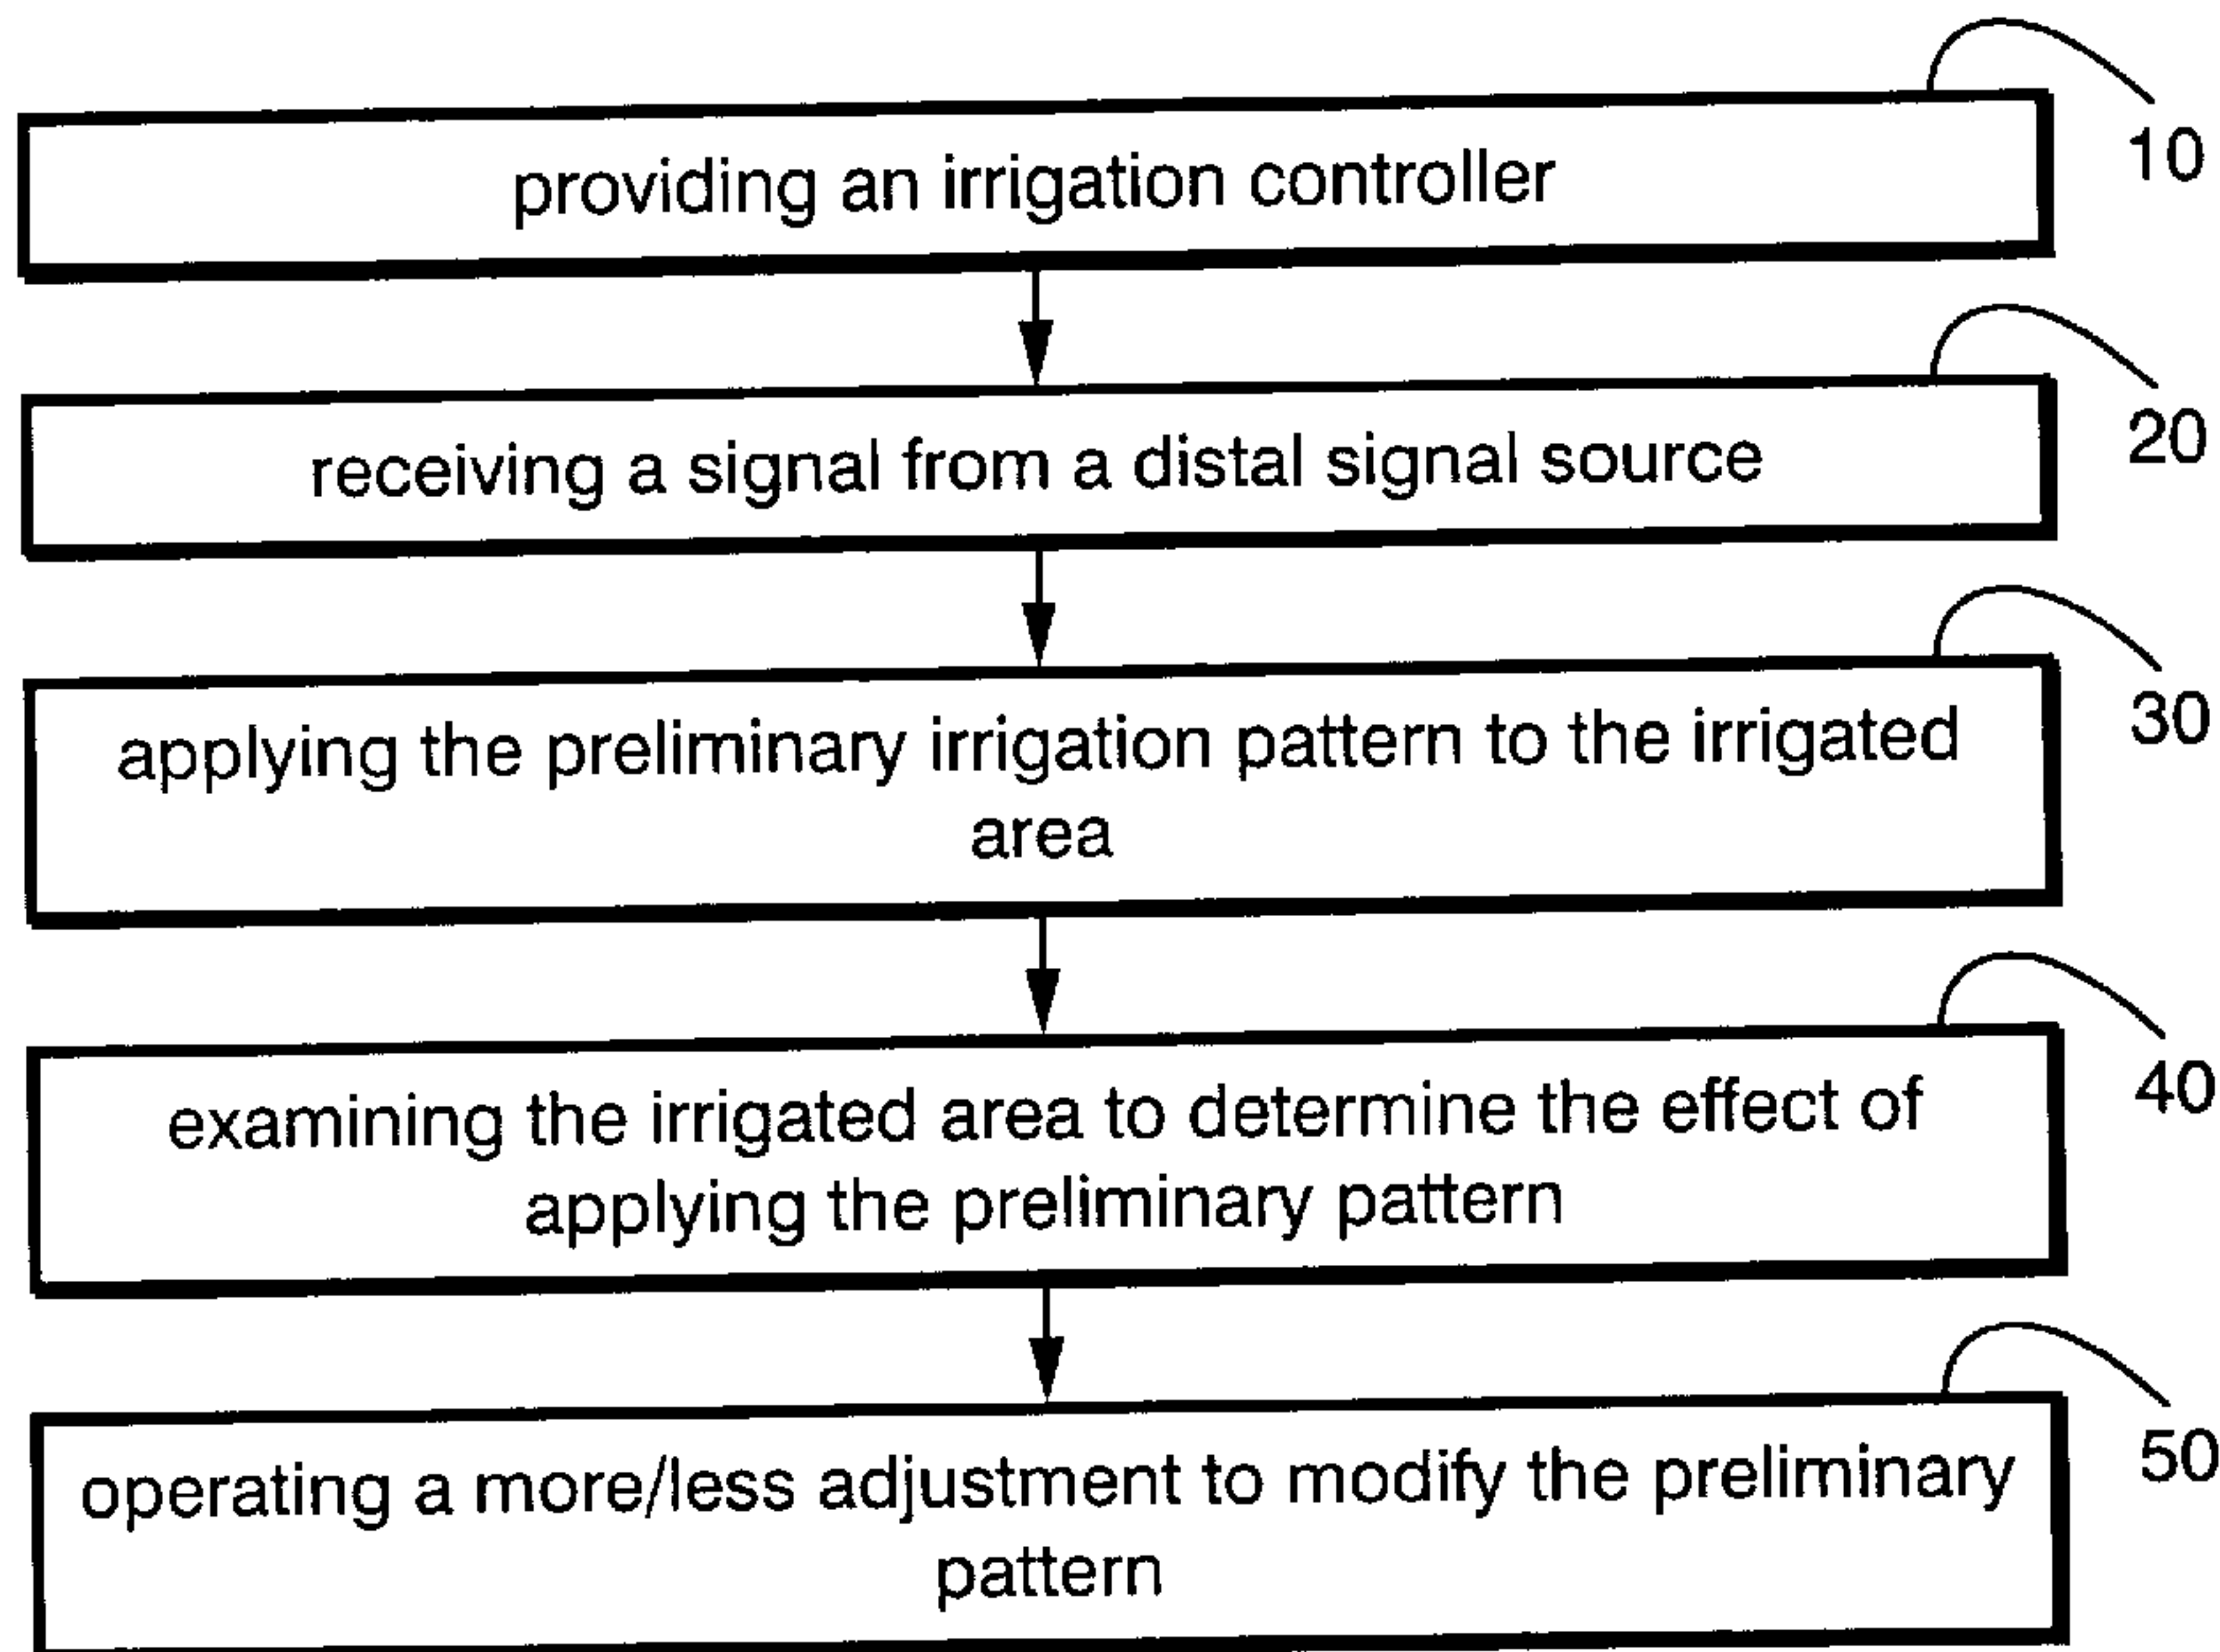 providing an irrigation controller
10
receiving a signal from a distal signal source
20
applying the preliminary irrigation pattern to the irrigated
area
30
examining the irrigated area to determine the effect of
applying the preliminary pattern
40
operating a more/less adjustment to modify the preliminary
pattern
50